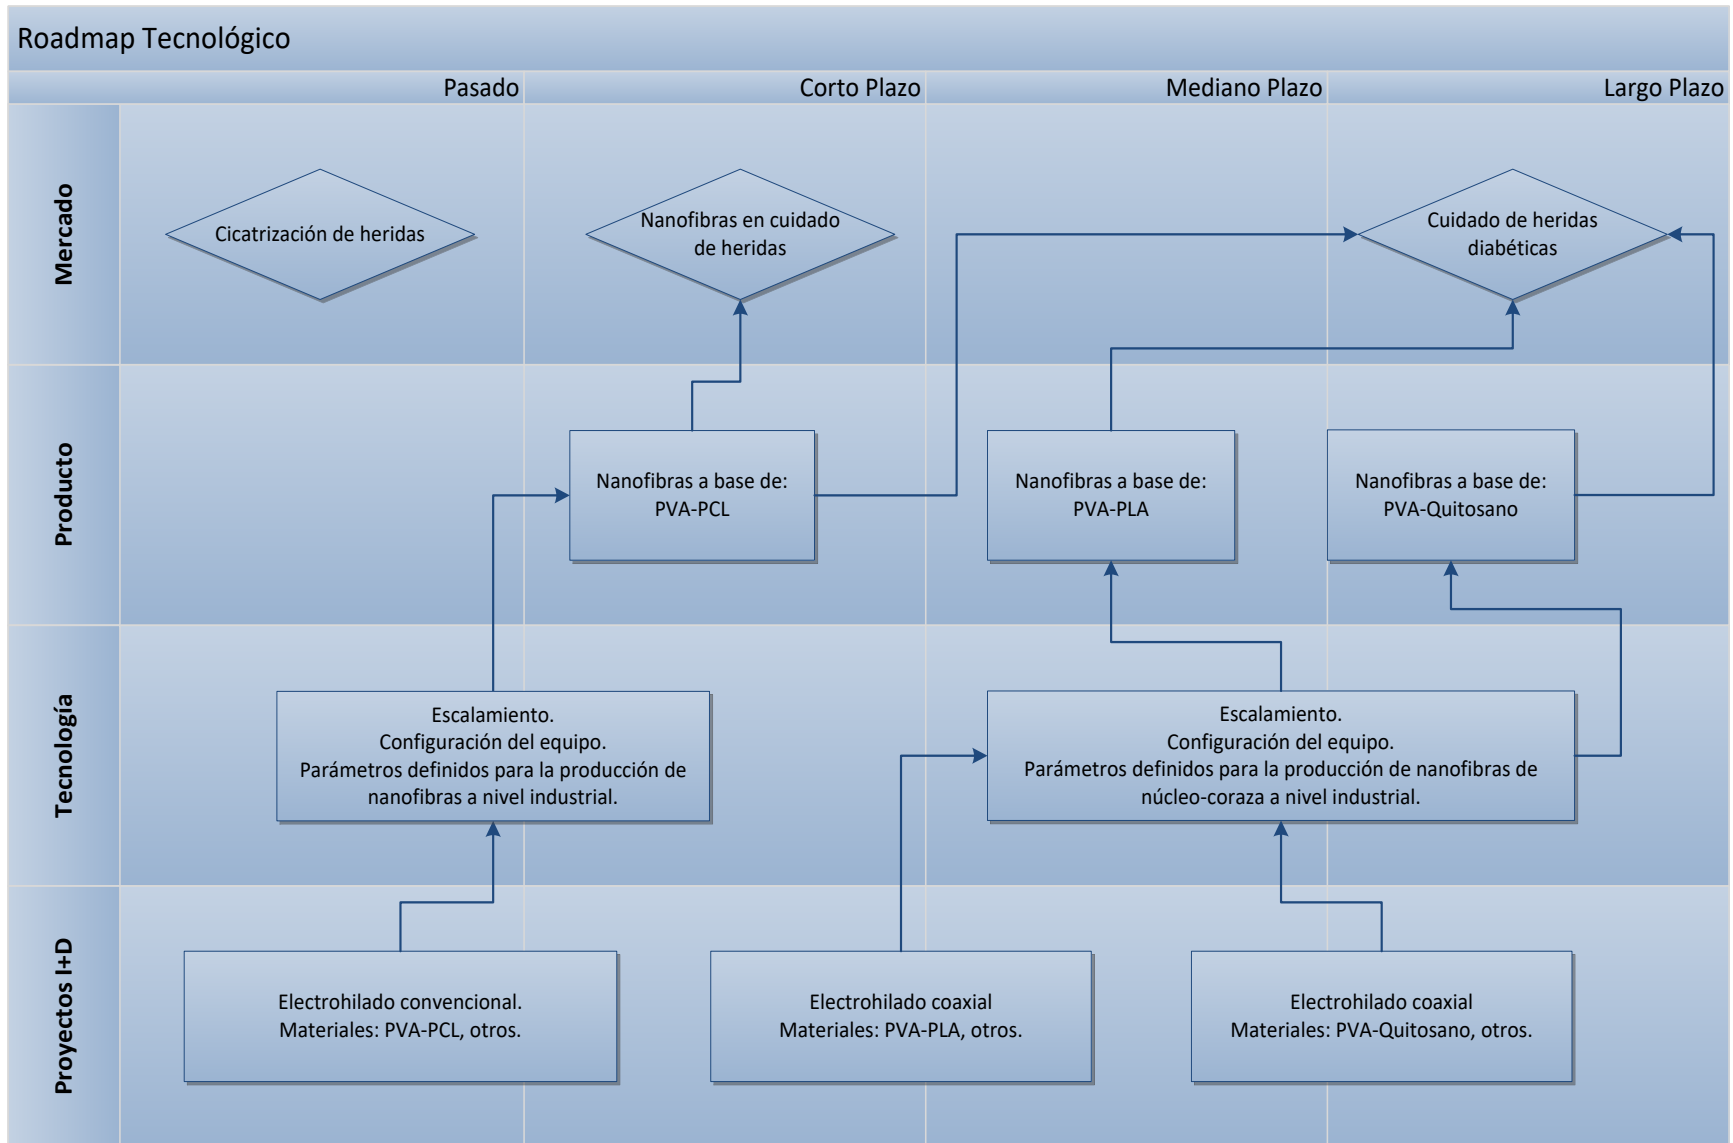 Roadmap Tecnológico
Pasado
Corto Plazo
Mediano Plazo
Largo Plazo
Mercado
Cicatrización de heridas
Nanofibras en cuidado
de heridas
Cuidado de heridas
diabéticas
Producto
Nanofibras a base de:
PVA-PCL
Nanofibras a base de:
PVA-PLA
Nanofibras a base de:
PVA-Quitosano
Tecnología
Escalamiento.
Configuración del equipo.
Parámetros definidos para la producción de
nanofibras a nivel industrial.
Escalamiento.
Configuración del equipo.
Parámetros definidos para la producción de nanofibras de
núcleo-coraza a nivel industrial.
Proyectos I+D
Electrohilado convencional.
Materiales: PVA-PCL, otros.
Electrohilado coaxial
Materiales: PVA-PLA, otros.
Electrohilado coaxial
Materiales: PVA-Quitosano, otros.